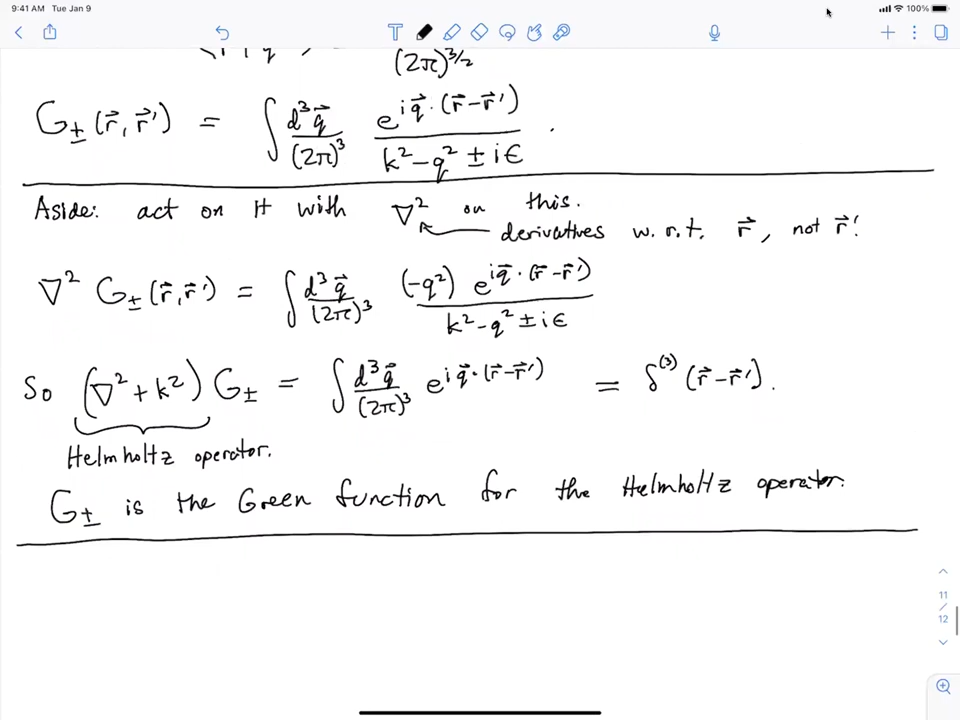 9:41 AM Tue Jan 9
100%
(2π)^3/2
G±(r⃗, r⃗′) = ∫ d³q⃗/(2π)³ e^{iq⃗·(r⃗−r⃗′)}/(k²−q² ± iϵ) .
Aside: act on it with ∇² on this.
derivatives w.r.t. r⃗, not r⃗′!
∇² G±(r⃗,r⃗′) = ∫ d³q⃗/(2π)³ (−q²) e^{iq⃗·(r⃗−r⃗′)}/(k²−q² ± iϵ)
So (∇²+k²) G± = ∫ d³q⃗/(2π)³ e^{iq⃗·(r⃗−r⃗′)} = δ⁽³⁾(r⃗−r⃗′).
Helmholtz operator.
G± is the Green function for the Helmholtz operator.
11
/
12